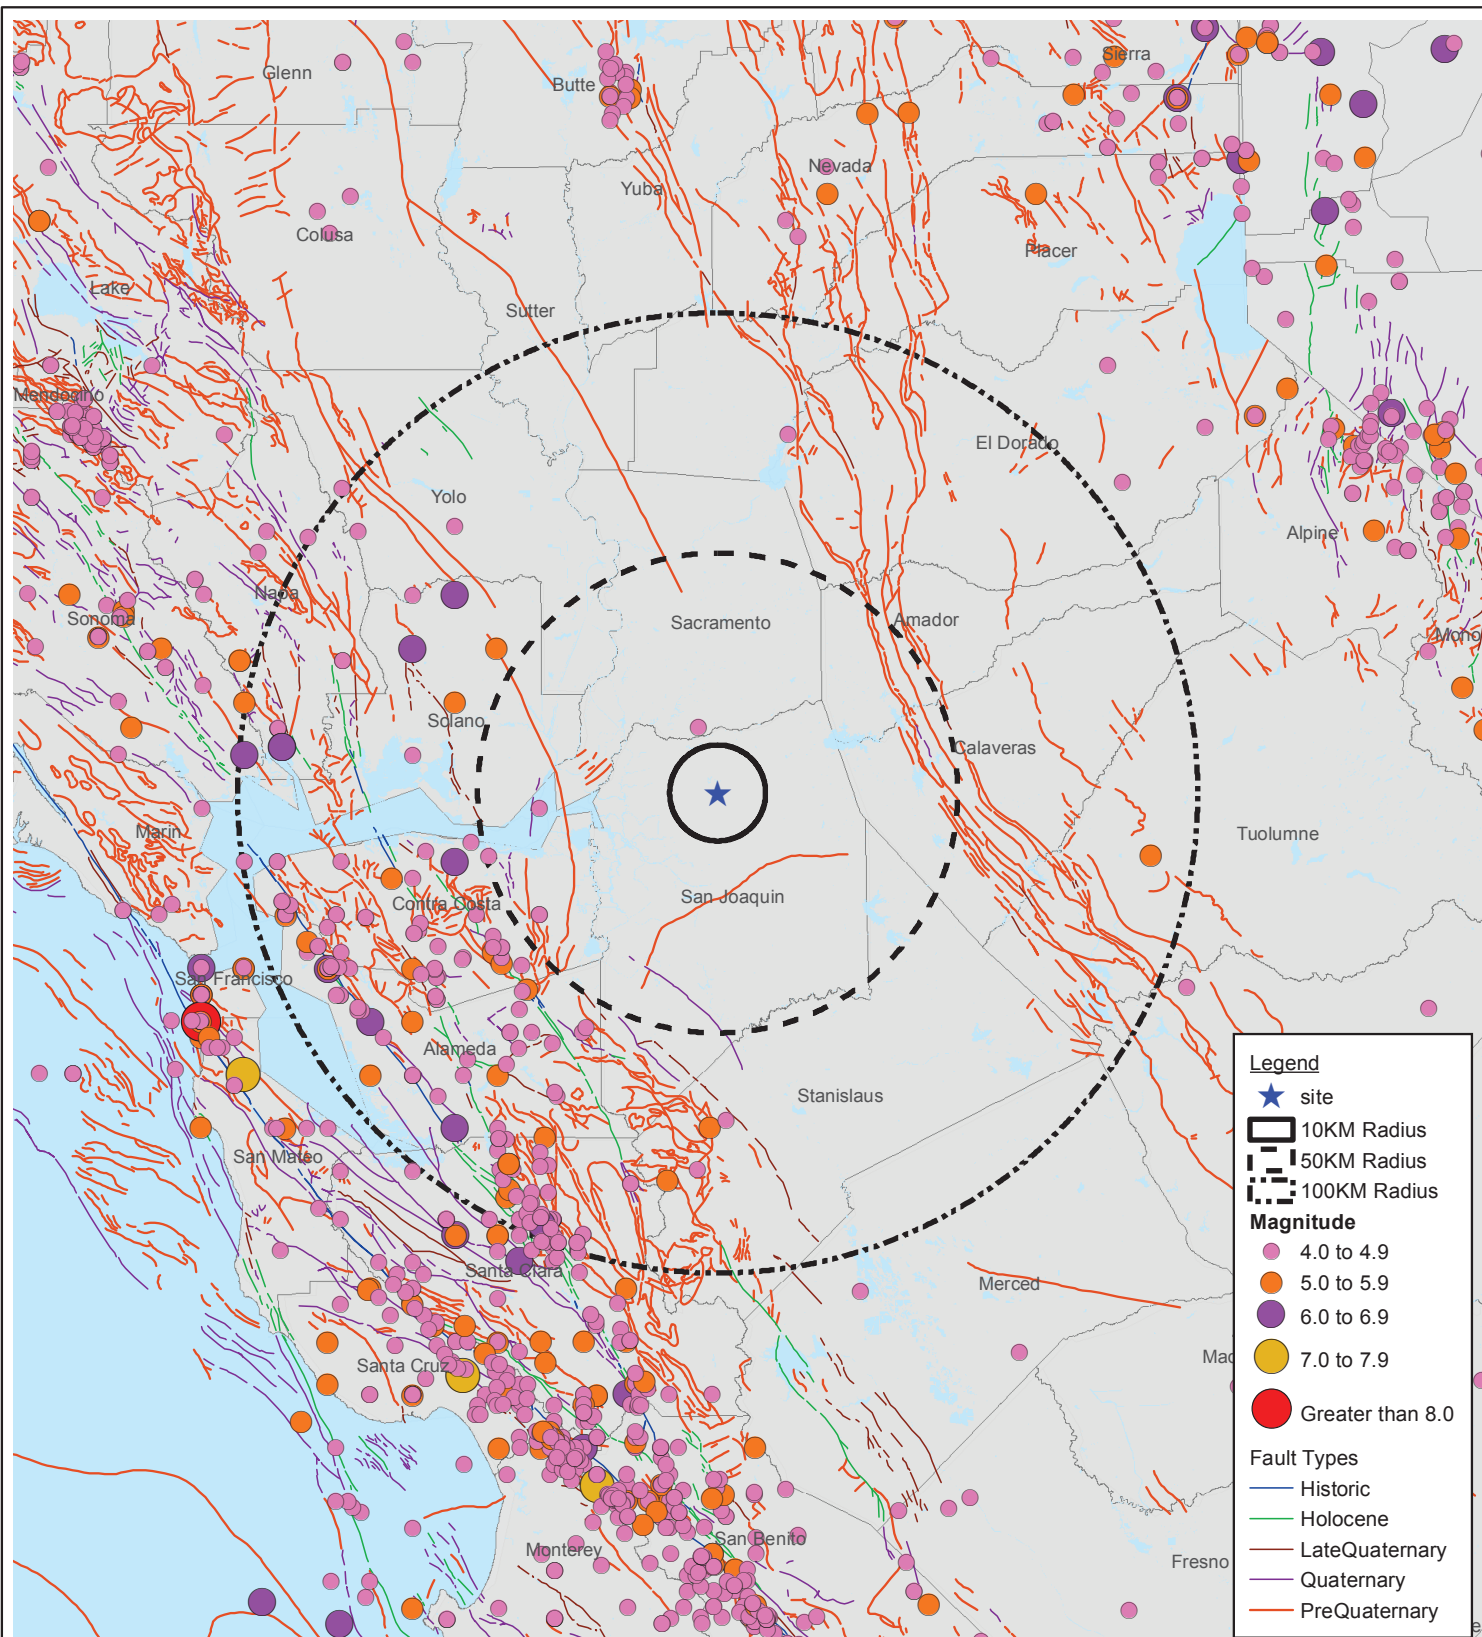 Glenn
Butte
Sierra
Nevada
Yuba
Colusa
Placer
Lake
Sutter
Mendocino
El Dorado
Yolo
Alpine
Napa
Sonoma
Sacramento
Amador
Mono
Solano
Calaveras
Marin
Tuolumne
San Joaquin
Contra Costa
San Francisco
Alameda
Stanislaus
San Mateo
Santa Clara
Merced
Santa Cruz
Mad
San Benito
Monterey
Fresno
Legend
site
10KM Radius
50KM Radius
100KM Radius
Magnitude
4.0 to 4.9
5.0 to 5.9
6.0 to 6.9
7.0 to 7.9
Greater than 8.0
Fault Types
Historic
Holocene
LateQuaternary
Quaternary
PreQuaternary